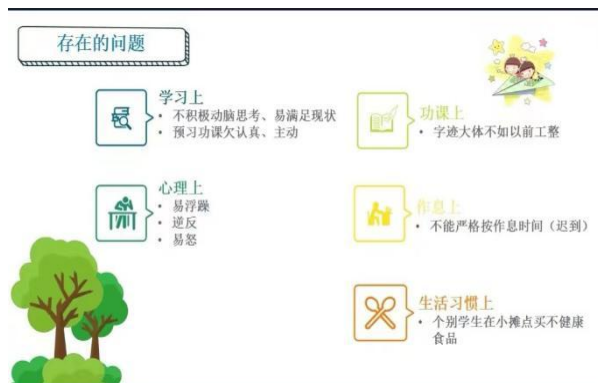 存在的问题
学习上
• 不积极动脑思考、易满足现状
• 预习功课欠认真、主动
心理上
• 易浮躁
• 逆反
• 易怒
功课上
• 字迹大体不如以前工整
作息上
• 不能严格按作息时间（迟到）
生活习惯上
• 个别学生在小摊点买不健康
食品